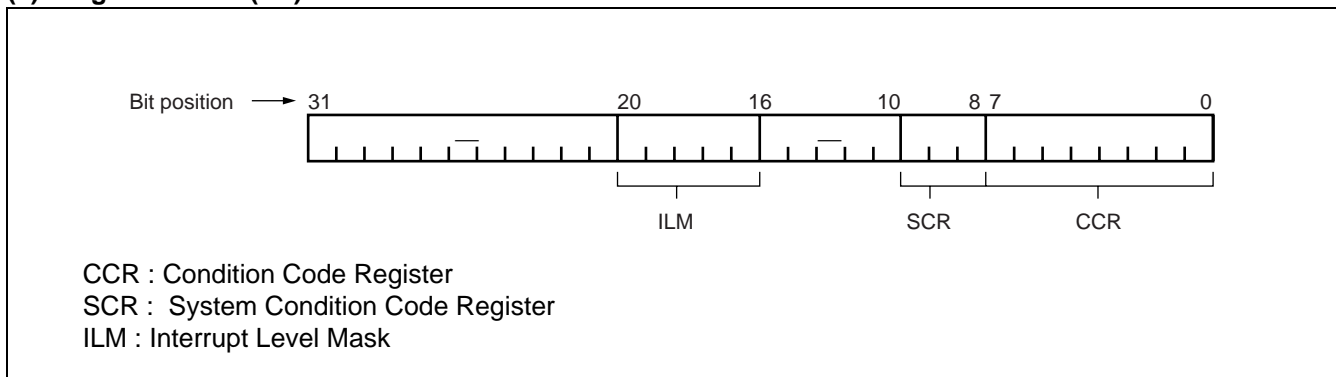 Bit position 31 20 16 10 8 7 0
— —
ILM SCR CCR
CCR : Condition Code Register
SCR : System Condition Code Register
ILM : Interrupt Level Mask